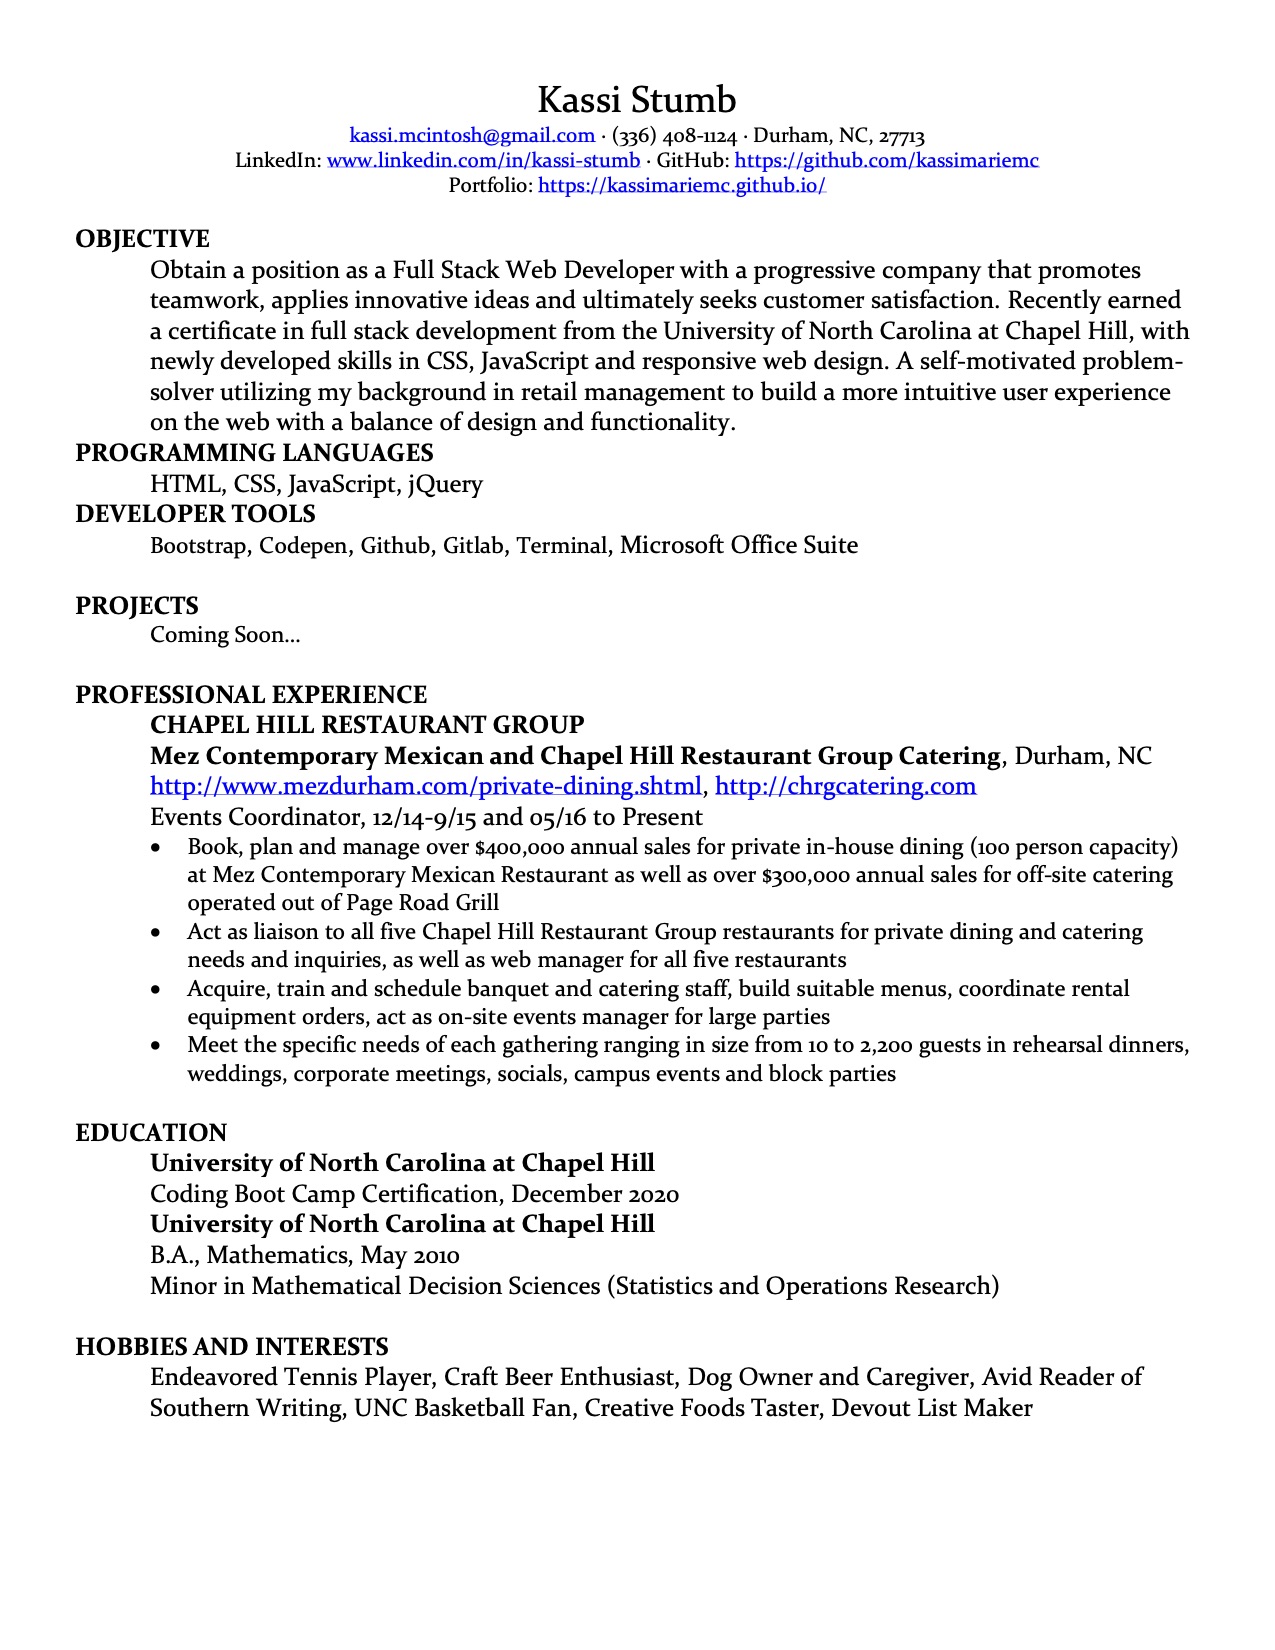 Kassi Stumb
kassi.mcintosh@gmail.com · (336) 408-1124 · Durham, NC, 27713
LinkedIn: www.linkedin.com/in/kassi-stumb · GitHub: https://github.com/kassimariemc
Portfolio: https://kassimariemc.github.io/
OBJECTIVE
Obtain a position as a Full Stack Web Developer with a progressive company that promotes
teamwork, applies innovative ideas and ultimately seeks customer satisfaction. Recently earned
a certificate in full stack development from the University of North Carolina at Chapel Hill, with
newly developed skills in CSS, JavaScript and responsive web design. A self-motivated problem-
solver utilizing my background in retail management to build a more intuitive user experience
on the web with a balance of design and functionality.
PROGRAMMING LANGUAGES
HTML, CSS, JavaScript, jQuery
DEVELOPER TOOLS
Bootstrap, Codepen, Github, Gitlab, Terminal, Microsoft Office Suite
PROJECTS
Coming Soon...
PROFESSIONAL EXPERIENCE
CHAPEL HILL RESTAURANT GROUP
Mez Contemporary Mexican and Chapel Hill Restaurant Group Catering, Durham, NC
http://www.mezdurham.com/private-dining.shtml, http://chrgcatering.com
Events Coordinator, 12/14-9/15 and 05/16 to Present
• Book, plan and manage over $400,000 annual sales for private in-house dining (100 person capacity)
at Mez Contemporary Mexican Restaurant as well as over $300,000 annual sales for off-site catering
operated out of Page Road Grill
• Act as liaison to all five Chapel Hill Restaurant Group restaurants for private dining and catering
needs and inquiries, as well as web manager for all five restaurants
• Acquire, train and schedule banquet and catering staff, build suitable menus, coordinate rental
equipment orders, act as on-site events manager for large parties
• Meet the specific needs of each gathering ranging in size from 10 to 2,200 guests in rehearsal dinners,
weddings, corporate meetings, socials, campus events and block parties
EDUCATION
University of North Carolina at Chapel Hill
Coding Boot Camp Certification, December 2020
University of North Carolina at Chapel Hill
B.A., Mathematics, May 2010
Minor in Mathematical Decision Sciences (Statistics and Operations Research)
HOBBIES AND INTERESTS
Endeavored Tennis Player, Craft Beer Enthusiast, Dog Owner and Caregiver, Avid Reader of
Southern Writing, UNC Basketball Fan, Creative Foods Taster, Devout List Maker